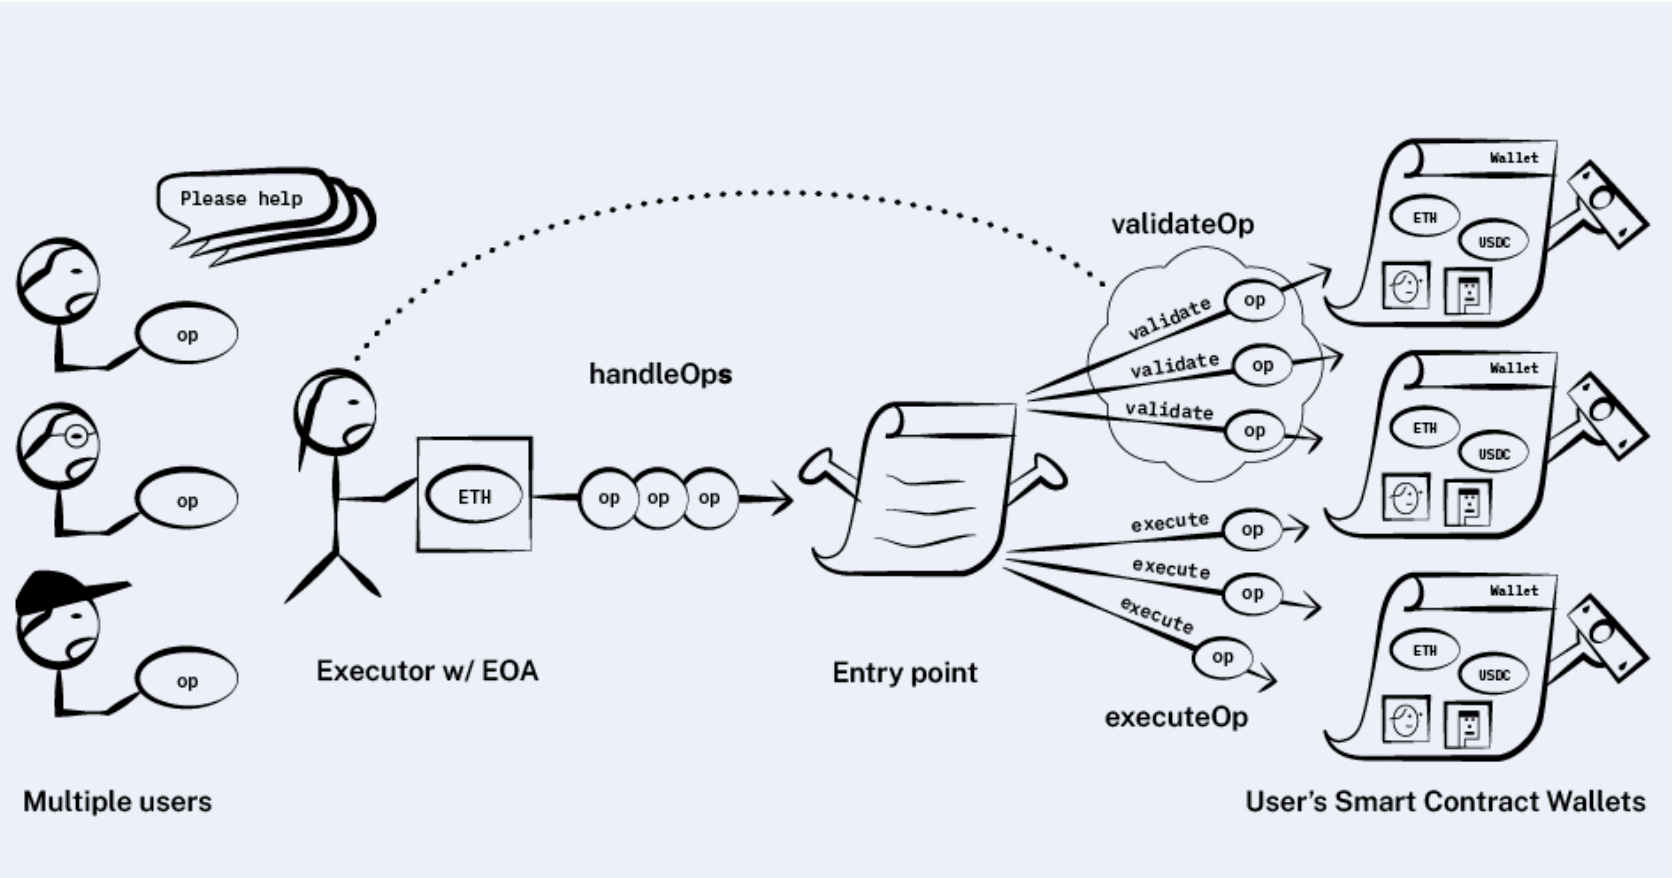 Please help
op
op
op
Multiple users
ETH
Executor w/ EOA
handleOps
op
op
op
Entry point
validateOp
validate
op
validate
op
validate
op
execute
op
execute
op
execute
op
executeOp
Wallet
ETH
USDC
Wallet
ETH
USDC
Wallet
ETH
USDC
User’s Smart Contract Wallets